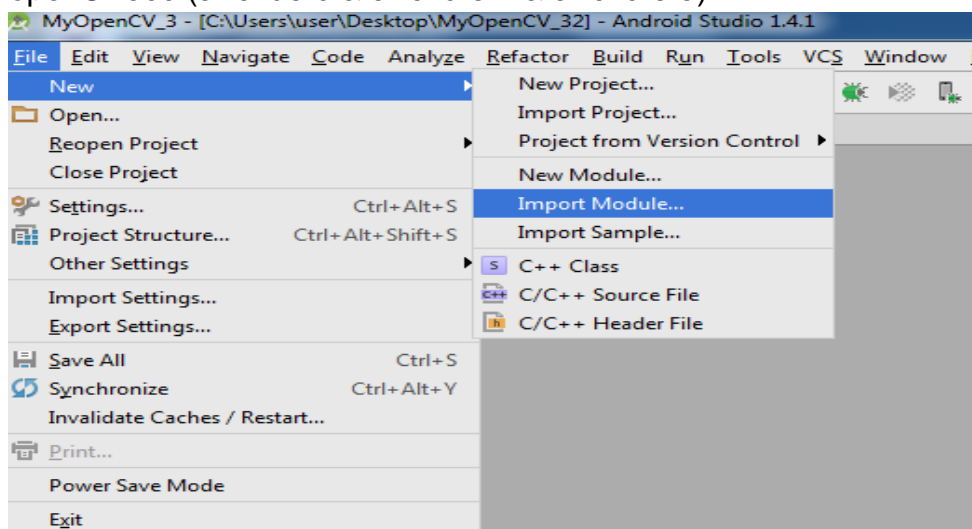 MyOpenCV_3 - [C:\Users\user\Desktop\MyOpenCV_32] - Android Studio 1.4.1
File Edit View Navigate Code Analyze Refactor Build Run Tools VCS Window
New
Open...
Reopen Project
Close Project
Settings... Ctrl+Alt+S
Project Structure... Ctrl+Alt+Shift+S
Other Settings
Import Settings...
Export Settings...
Save All Ctrl+S
Synchronize Ctrl+Alt+Y
Invalidate Caches / Restart...
Print...
Power Save Mode
Exit
New Project...
Import Project...
Project from Version Control
New Module...
Import Module...
Import Sample...
S C++ Class
C++ C/C++ Source File
h C/C++ Header File